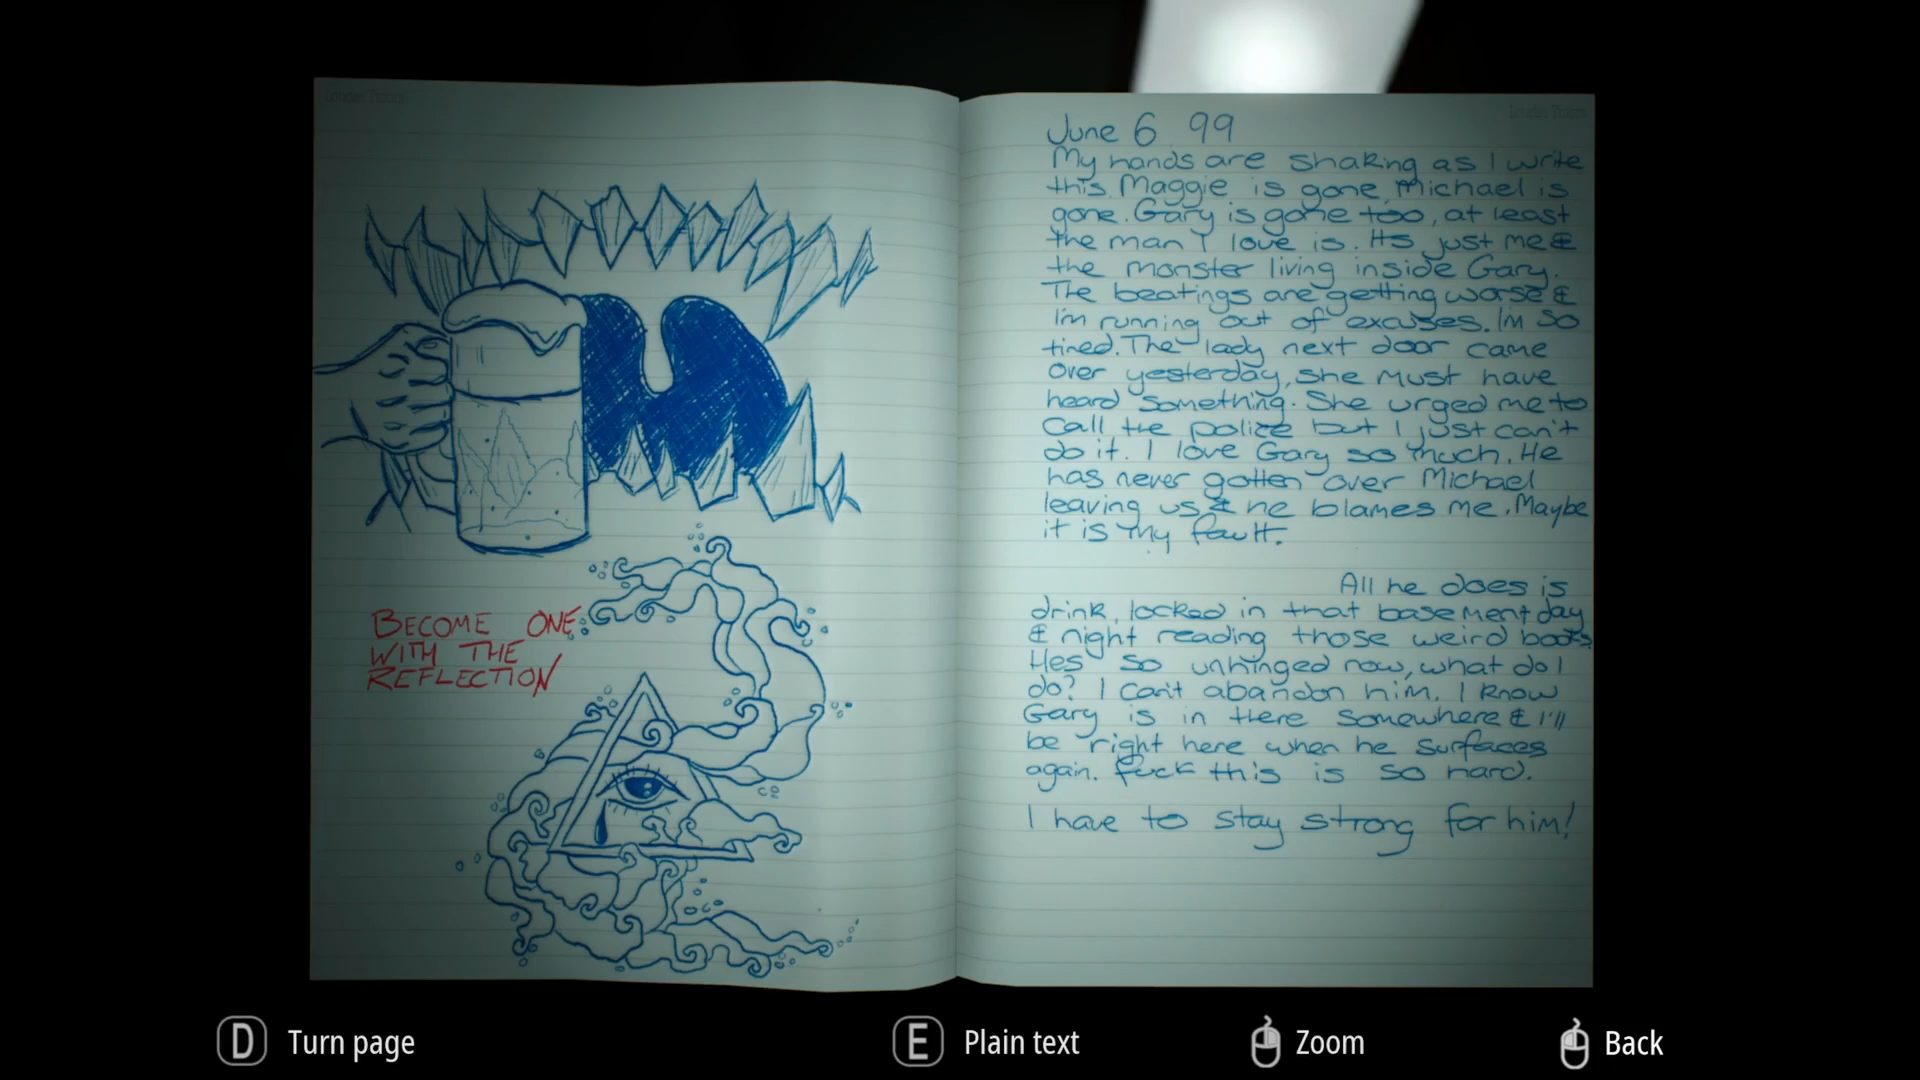 BECOME ONE
WITH THE
REFLECTION
June 6 99
My hands are shaking as I write
this. Maggie is gone, Michael is
gone. Gary is gone too, at least
the man I love is. Its just me &
the monster living inside Gary.
The beatings are getting worse &
I'm running out of excuses. Im so
tired. The lady next door came
over yesterday, she must have
heard something. She urged me to
call the police but I just can't
do it. I love Gary so much. He
has never gotten over Michael
leaving us & he blames me. Maybe
it is my fault.
All he does is
drink, locked in that basement day
& night reading those weird books.
Hes so unhinged now, what do I
do? I can't abandon him. I know
Gary is in there somewhere & I'll
be right here when he surfaces
again. fuck this is so hard.
I have to stay strong for him!
D Turn page
E Plain text
Zoom
Back